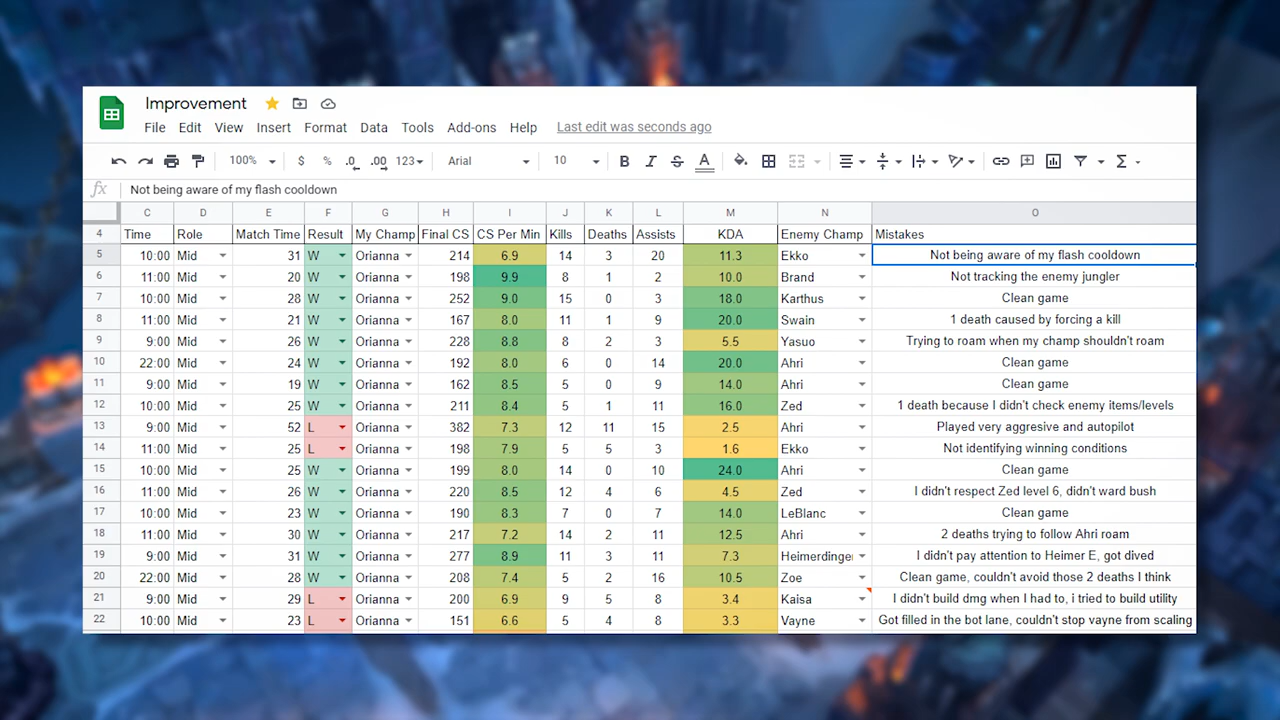 Improvement
File Edit View Insert Format Data Tools Add-ons Help Last edit was seconds ago
100% $ % .0 .00 123 Arial 10 B I S A Σ
fx Not being aware of my flash cooldown
C D E F G H I J K L M N O
4 Time Role Match Time Result My Champ Final CS CS Per Min Kills Deaths Assists KDA Enemy Champ Mistakes
5 10:00 Mid 31 W Orianna 214 6.9 14 3 20 11.3 Ekko Not being aware of my flash cooldown
6 11:00 Mid 20 W Orianna 198 9.9 8 1 2 10.0 Brand Not tracking the enemy jungler
7 10:00 Mid 28 W Orianna 252 9.0 15 0 3 18.0 Karthus Clean game
8 11:00 Mid 21 W Orianna 167 8.0 11 1 9 20.0 Swain 1 death caused by forcing a kill
9 9:00 Mid 26 W Orianna 228 8.8 8 2 3 5.5 Yasuo Trying to roam when my champ shouldn't roam
10 22:00 Mid 24 W Orianna 192 8.0 6 0 14 20.0 Ahri Clean game
11 9:00 Mid 19 W Orianna 162 8.5 5 0 9 14.0 Ahri Clean game
12 10:00 Mid 25 W Orianna 211 8.4 5 1 11 16.0 Zed 1 death because I didn't check enemy items/levels
13 9:00 Mid 52 L Orianna 382 7.3 12 11 15 2.5 Ahri Played very aggresive and autopilot
14 11:00 Mid 25 L Orianna 198 7.9 5 5 3 1.6 Ekko Not identifying winning conditions
15 10:00 Mid 25 W Orianna 199 8.0 14 0 10 24.0 Ahri Clean game
16 11:00 Mid 26 W Orianna 220 8.5 12 4 6 4.5 Zed I didn't respect Zed level 6, didn't ward bush
17 10:00 Mid 23 W Orianna 190 8.3 7 0 7 14.0 LeBlanc Clean game
18 11:00 Mid 30 W Orianna 217 7.2 14 2 11 12.5 Ahri 2 deaths trying to follow Ahri roam
19 9:00 Mid 31 W Orianna 277 8.9 11 3 11 7.3 Heimerdinger I didn't pay attention to Heimer E, got dived
20 22:00 Mid 28 W Orianna 208 7.4 5 2 16 10.5 Zoe Clean game, couldn't avoid those 2 deaths I think
21 9:00 Mid 29 L Orianna 200 6.9 9 5 8 3.4 Kaisa I didn't build dmg when I had to, i tried to build utility
22 10:00 Mid 23 L Orianna 151 6.6 5 4 8 3.3 Vayne Got filled in the bot lane, couldn't stop vayne from scaling